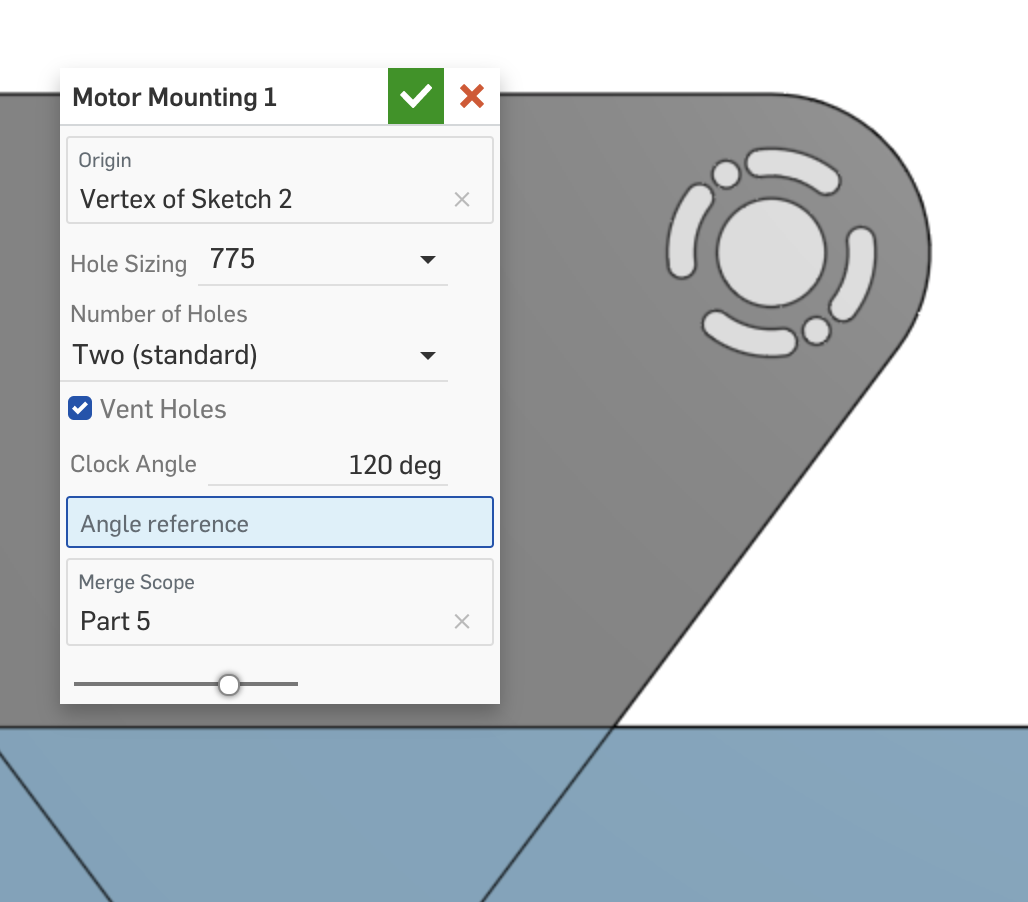 Motor Mounting 1
Origin
Vertex of Sketch 2
Hole Sizing 775
Number of Holes
Two (standard)
Vent Holes
Clock Angle 120 deg
Angle reference
Merge Scope
Part 5